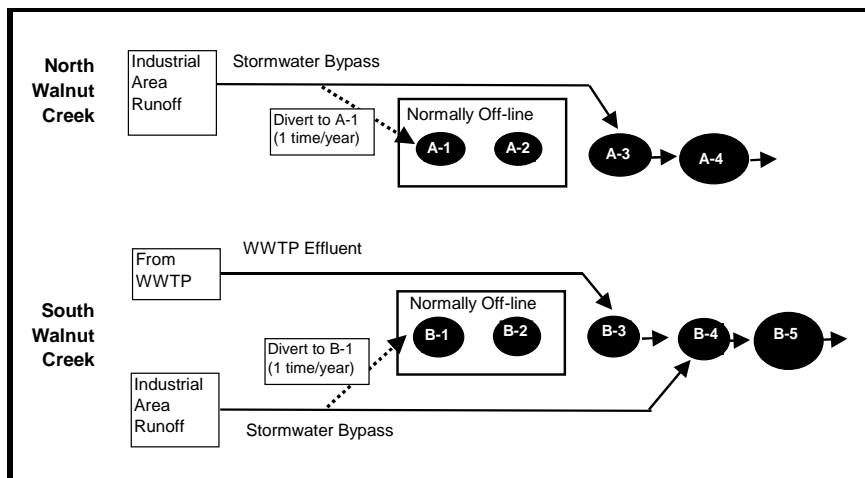 North
Walnut
Creek
Industrial
Area
Runoff
Stormwater Bypass
Divert to A-1
(1 time/year)
Normally Off-line
A-1
A-2
A-3
A-4
South
Walnut
Creek
From
WWTP
WWTP Effluent
Normally Off-line
B-1
B-2
B-3
B-4
B-5
Divert to B-1
(1 time/year)
Industrial
Area
Runoff
Stormwater Bypass